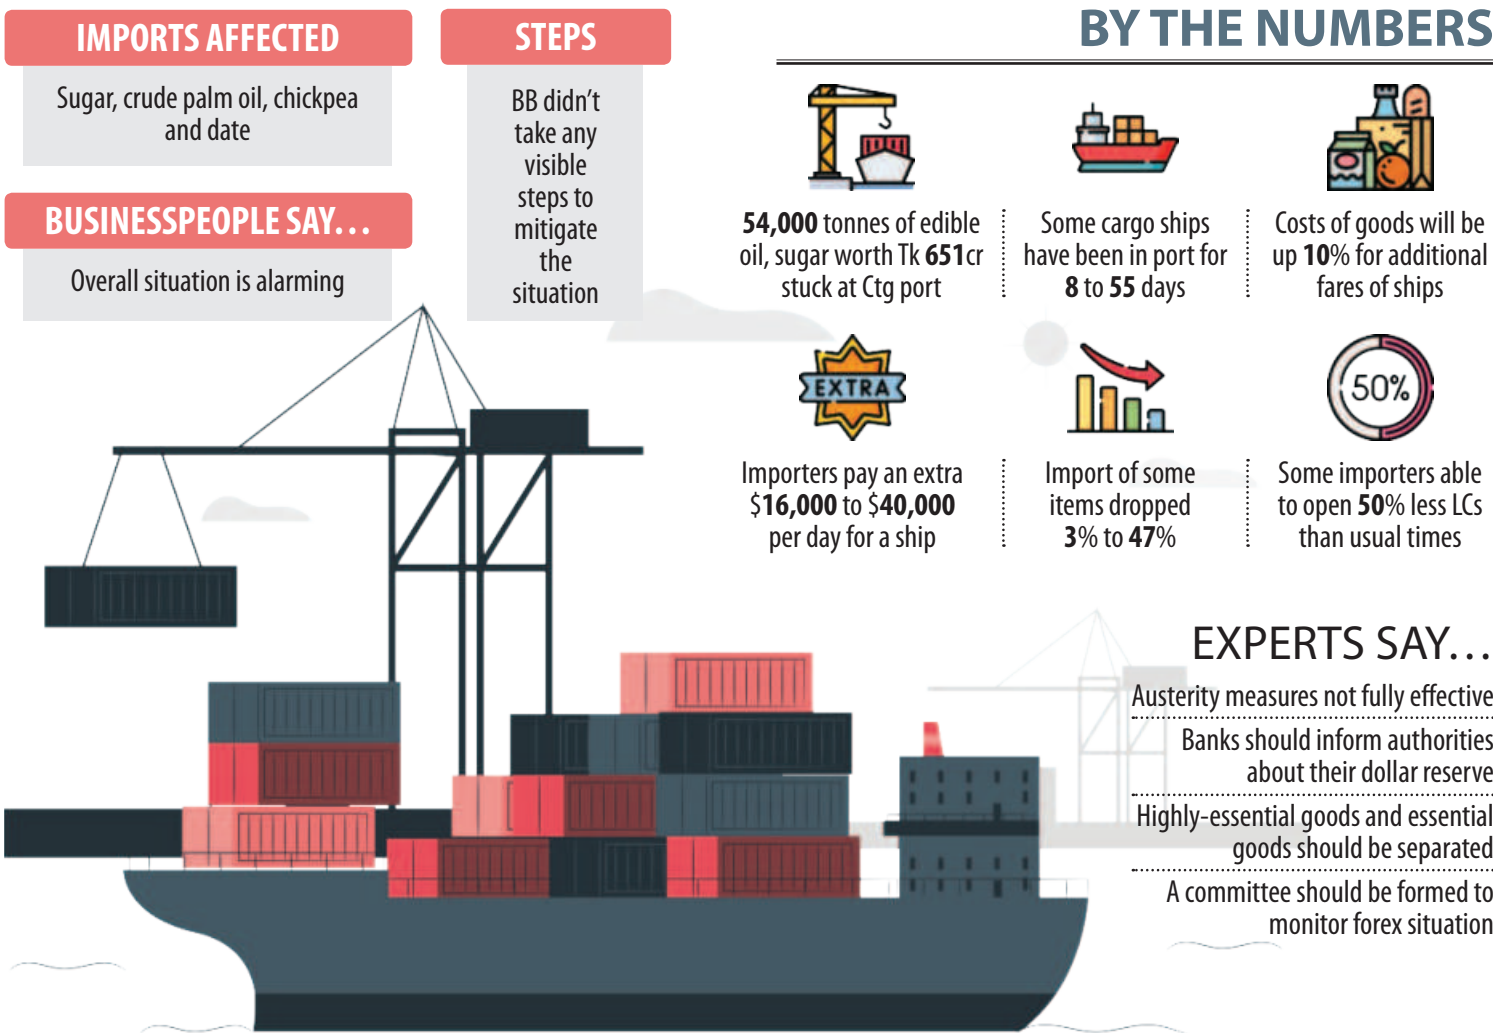 IMPORTS AFFECTED
Sugar, crude palm oil, chickpea
and date
BUSINESSPEOPLE SAY...
Overall situation is alarming
STEPS
BB didn't
take any
visible
steps to
mitigate
the
situation
BY THE NUMBERS
54,000 tonnes of edible
oil, sugar worth Tk 651cr
stuck at Ctg port
Some cargo ships
have been in port for
8 to 55 days
Costs of goods will be
up 10% for additional
fares of ships
EXTRA
Importers pay an extra
$16,000 to $40,000
per day for a ship
Import of some
items dropped
3% to 47%
50%
Some importers able
to open 50% less LCs
than usual times
EXPERTS SAY...
Austerity measures not fully effective
Banks should inform authorities
about their dollar reserve
Highly-essential goods and essential
goods should be separated
A committee should be formed to
monitor forex situation